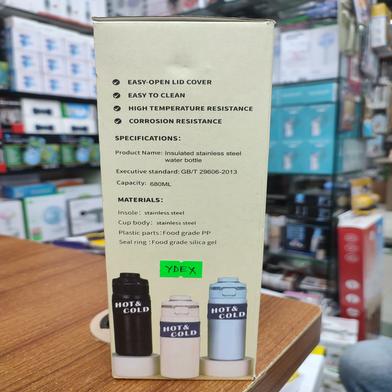 EASY-OPEN LID COVER
EASY TO CLEAN
HIGH TEMPERATURE RESISTANCE
CORROSION RESISTANCE
SPECIFICATIONS:
Product Name: Insulated stainless steel
water bottle
Executive standard: GB/T 29606-2013
Capacity: 680ML
MATERIALS:
Insole: stainless steel
Cup body: stainless steel
Plastic parts: Food grade PP
Seal ring : Food grade silica gel
YDEX
HOT &
COLD
HOT &
COLD
HOT &
COLD